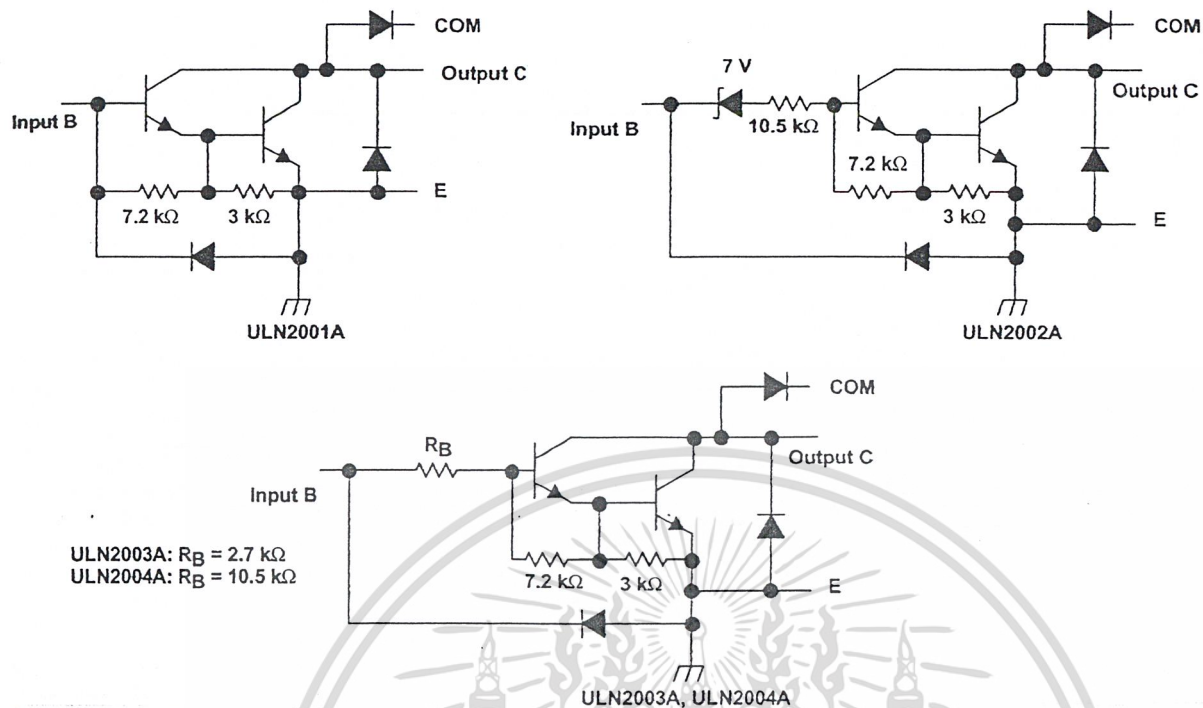 COM
Output C
Input B
7.2 kΩ
3 kΩ
E
ULN2001A
COM
7 V
Output C
Input B
10.5 kΩ
7.2 kΩ
3 kΩ
E
ULN2002A
COM
RB
Output C
Input B
ULN2003A: RB = 2.7 kΩ
ULN2004A: RB = 10.5 kΩ
7.2 kΩ
3 kΩ
E
ULN2003A, ULN2004A